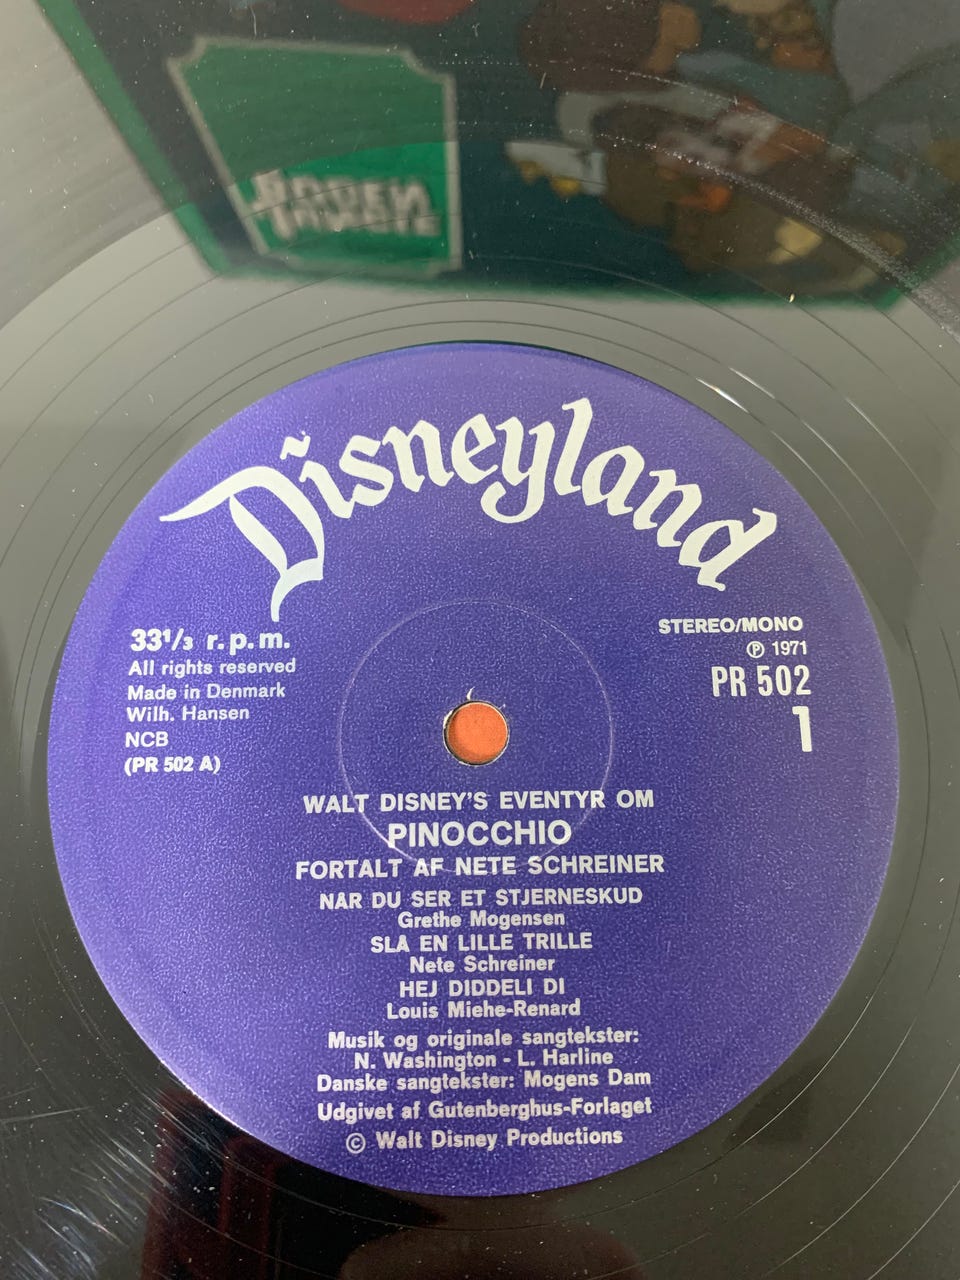 Disneyland
33⅓ r.p.m.
All rights reserved
Made in Denmark
Wilh. Hansen
NCB
(PR 502 A)
STEREO/MONO
Ⓟ 1971
PR 502
1
WALT DISNEY'S EVENTYR OM
PINOCCHIO
FORTALT AF NETE SCHREINER
NAR DU SER ET STJERNESKUD
Grethe Mogensen
SLA EN LILLE TRILLE
Nete Schreiner
HEJ DIDDELI DI
Louis Miehe-Renard
Musik og originale sangtekster:
N. Washington - L. Harline
Danske sangtekster: Mogens Dam
Udgivet af Gutenberghus-Forlaget
© Walt Disney Productions